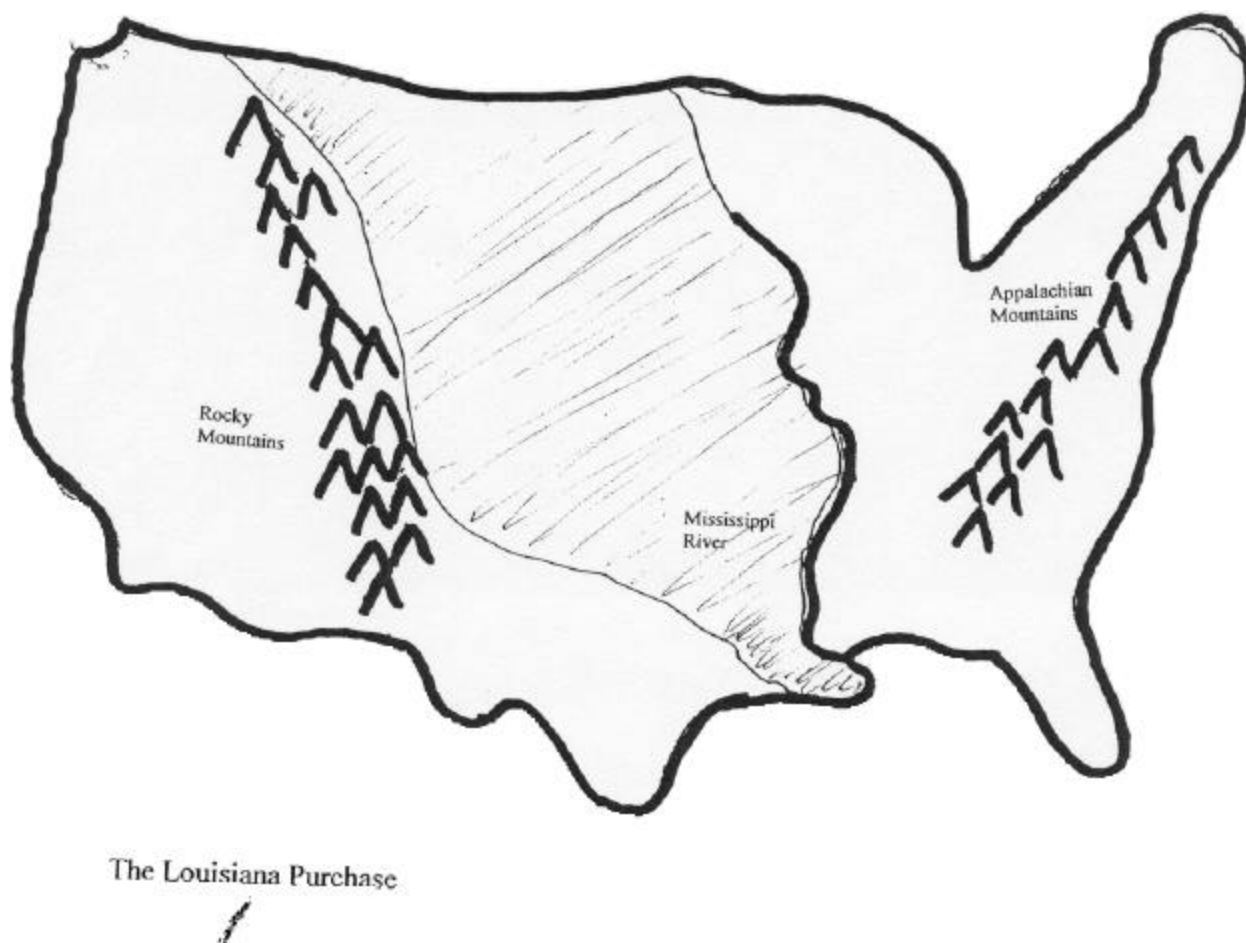 Appalachian
Mountains
Rocky
Mountains
Mississippi
River
The Louisiana Purchase